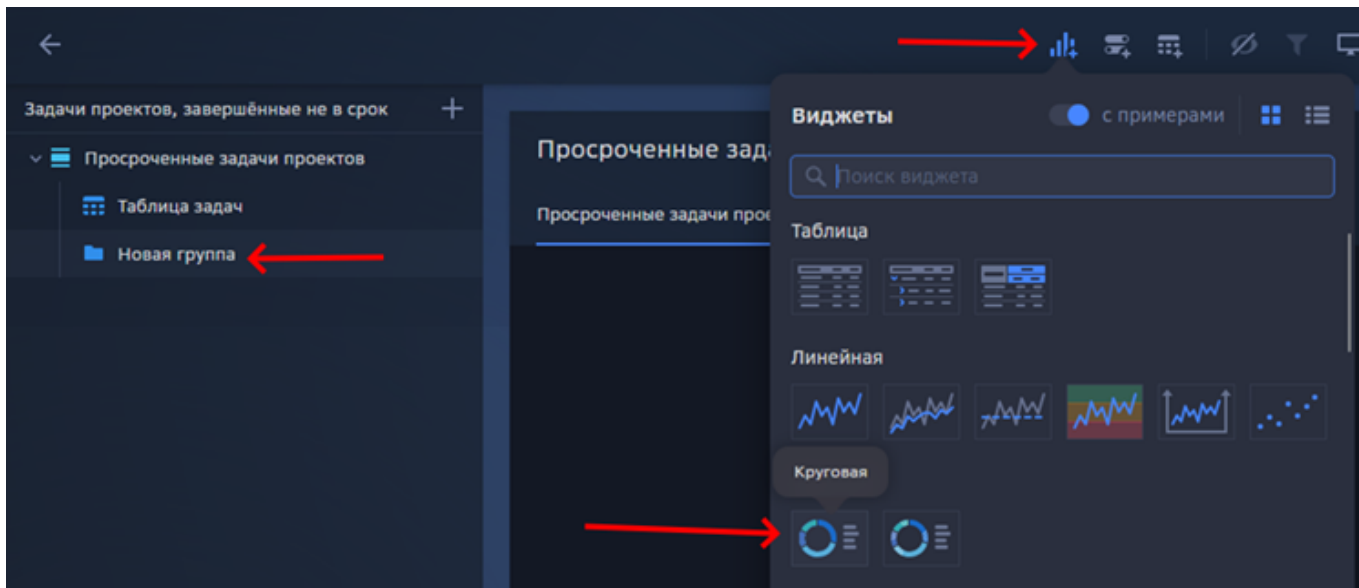 Задачи проектов, завершённые не в срок
Просроченные задачи проектов
Таблица задач
Новая группа
Просроченные зада
Просроченные задачи прое
Виджеты
с примерами
Поиск виджета
Таблица
Линейная
Круговая